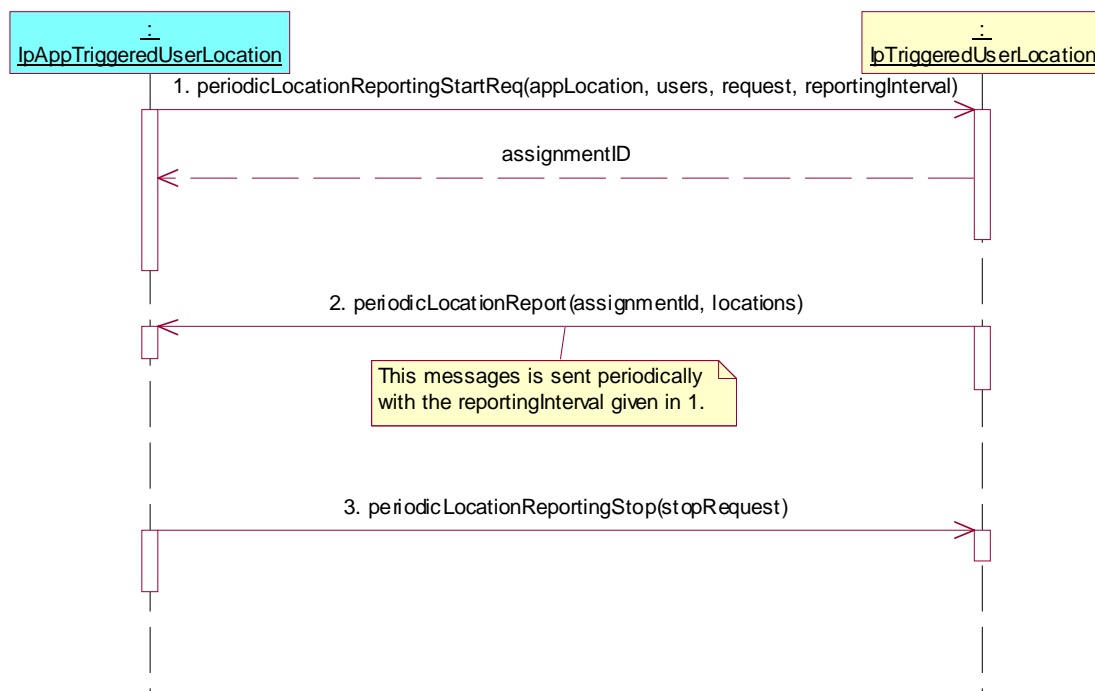 :
IpAppTriggeredUserLocation
:
IpTriggeredUserLocation
1. periodicLocationReportingStartReq(appLocation, users, request, reportingInterval)
assignmentID
2. periodicLocationReport(assignmentId, locations)
This messages is sent periodically
with the reportingInterval given in 1.
3. periodicLocationReportingStop(stopRequest)